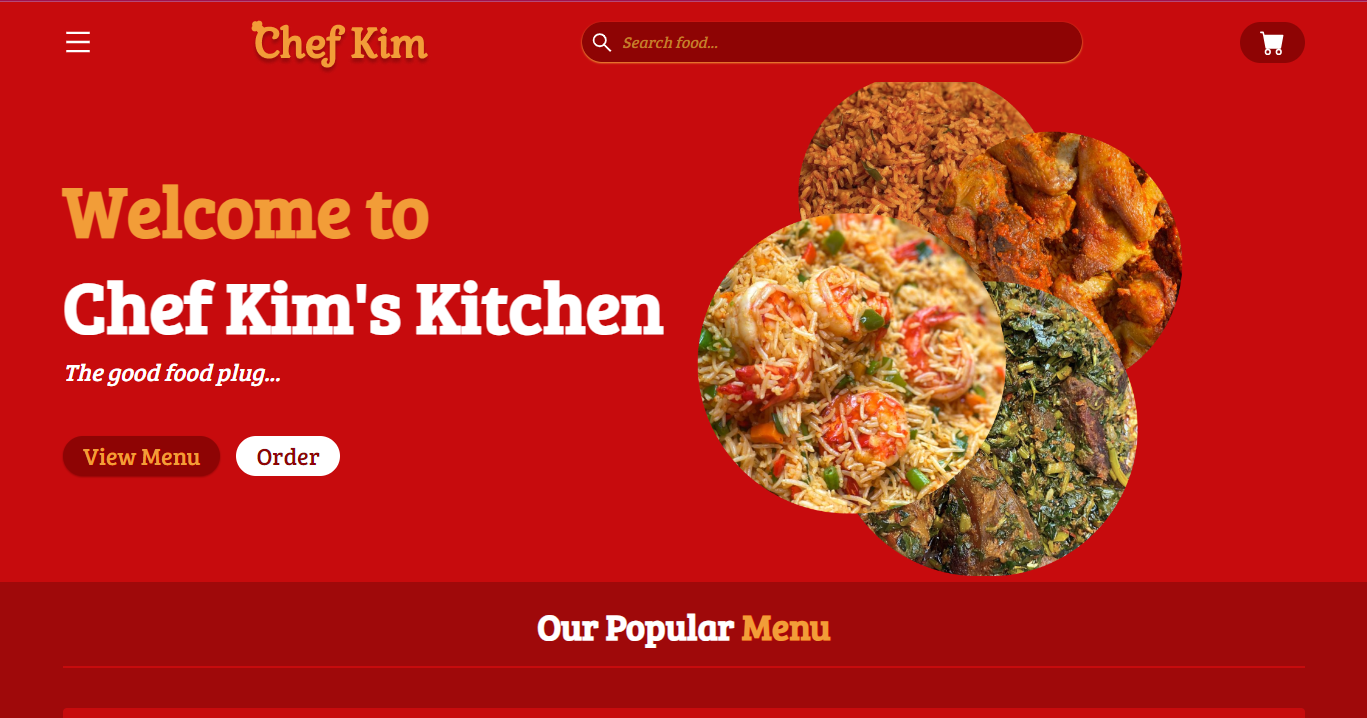 Chef Kim
Search food...
Welcome to
Chef Kim's Kitchen
The good food plug...
View Menu
Order
Our Popular Menu